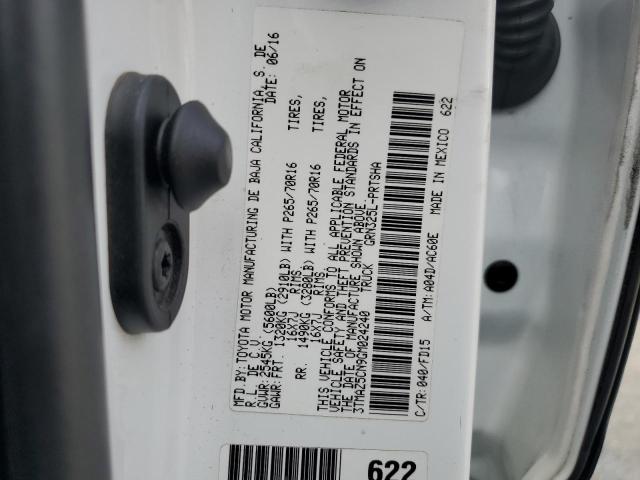 MFD.BY:TOYOTA MOTOR MANUFACTURING DE BAJA CALIFORNIA, S. DE
R.L. DE C.V. DATE: 06/16
GVWR: 2545KG (5600LB)
GAWR: FRT. 1320KG (2910LB) WITH P265/70R16 TIRES,
16X7J RIMS,
RR. 1490KG (3280LB) WITH P265/70R16 TIRES,
16X7J RIMS,
THIS VEHICLE CONFORMS TO ALL APPLICABLE FEDERAL MOTOR
VEHICLE SAFETY AND THEFT PREVENTION STANDARDS IN EFFECT ON
THE DATE OF MANUFACTURE SHOWN ABOVE.
3TMAZ5CN9GM024240 TRUCK GRN325L-PRTSHA
C/TR: 040/FD15 A/TM: A04D/AC60E MADE IN MEXICO 622
622